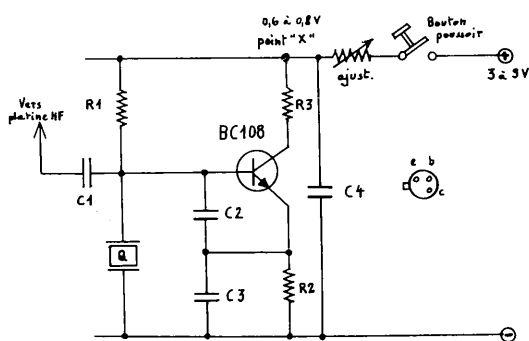 0,6 à 0,8V
point "X"
Bouton
poussoir
ajust.
3 à 9V
R1
R3
Vers
platine HF
BC108
C1
C2
C4
e b
c
Q
C3
R2